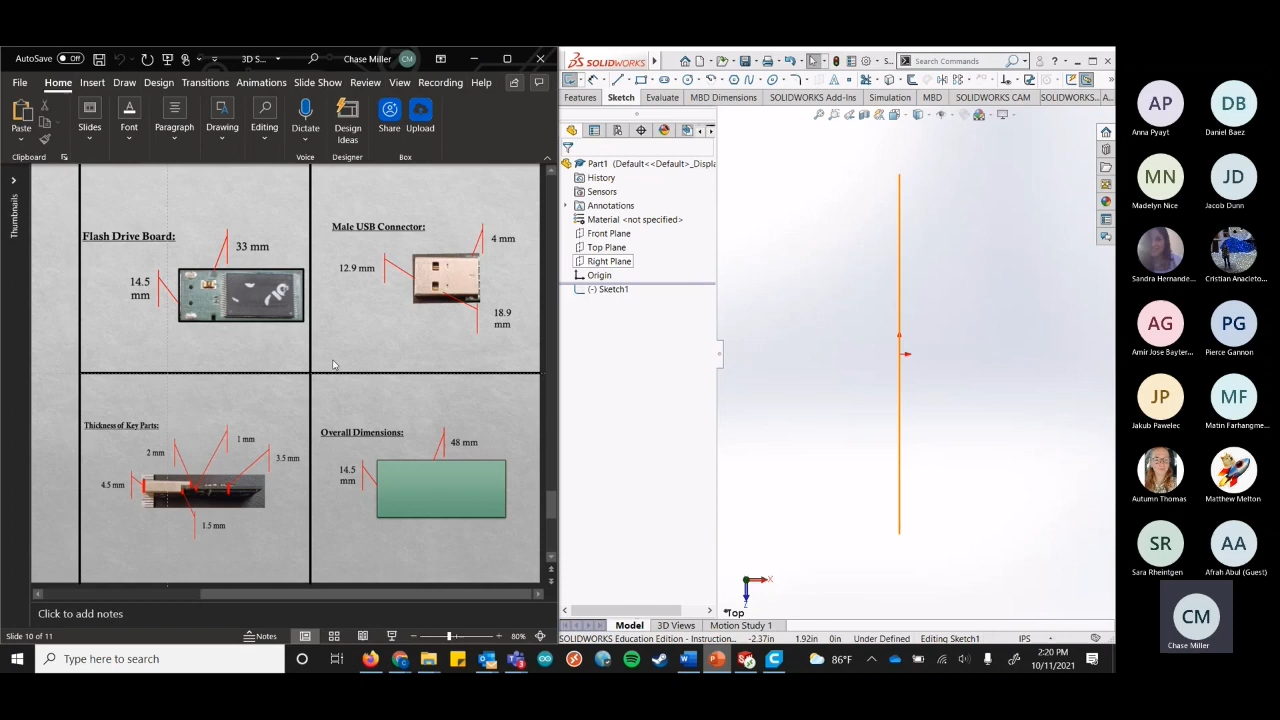 AutoSave Off 3D S... Chase Miller CM
File Home Insert Draw Design Transitions Animations Slide Show Review View Recording Help
Paste Slides Font Paragraph Drawing Editing Dictate Design Ideas Share Upload
Clipboard Voice Designer Box
Thumbnails
Flash Drive Board:
33 mm
14.5 mm
Male USB Connector:
4 mm
12.9 mm
18.9 mm
Thickness of Key Parts:
1 mm
2 mm
3.5 mm
4.5 mm
1.5 mm
Overall Dimensions:
48 mm
14.5 mm
Click to add notes
Slide 10 of 11 Notes 80%
SOLIDWORKS S... Search Commands
Features Sketch Evaluate MBD Dimensions SOLIDWORKS Add-Ins Simulation MBD SOLIDWORKS CAM SOLIDWORKS... A...
Part1 (Default<<Default>_Displa
History
Sensors
Annotations
Material <not specified>
Front Plane
Top Plane
Right Plane
Origin
(-) Sketch1
X
Z
*Top
Model 3D Views Motion Study 1
SOLIDWORKS Education Edition - Instruction... -2.37in 1.92in 0in Under Defined Editing Sketch1 IPS
Type here to search
86°F
2:20 PM
10/11/2021
AP DB
Anna Pyayt Daniel Baez
MN JD
Madelyn Nice Jacob Dunn
Sandra Hernande... Cristian Anacleto...
AG PG
Amir Jose Bayter... Pierce Gannon
JP MF
Jakub Pawelec Matin Farhangme...
Autumn Thomas Matthew Melton
SR AA
Sara Rheintgen Afrah Abul (Guest)
CM
Chase Miller